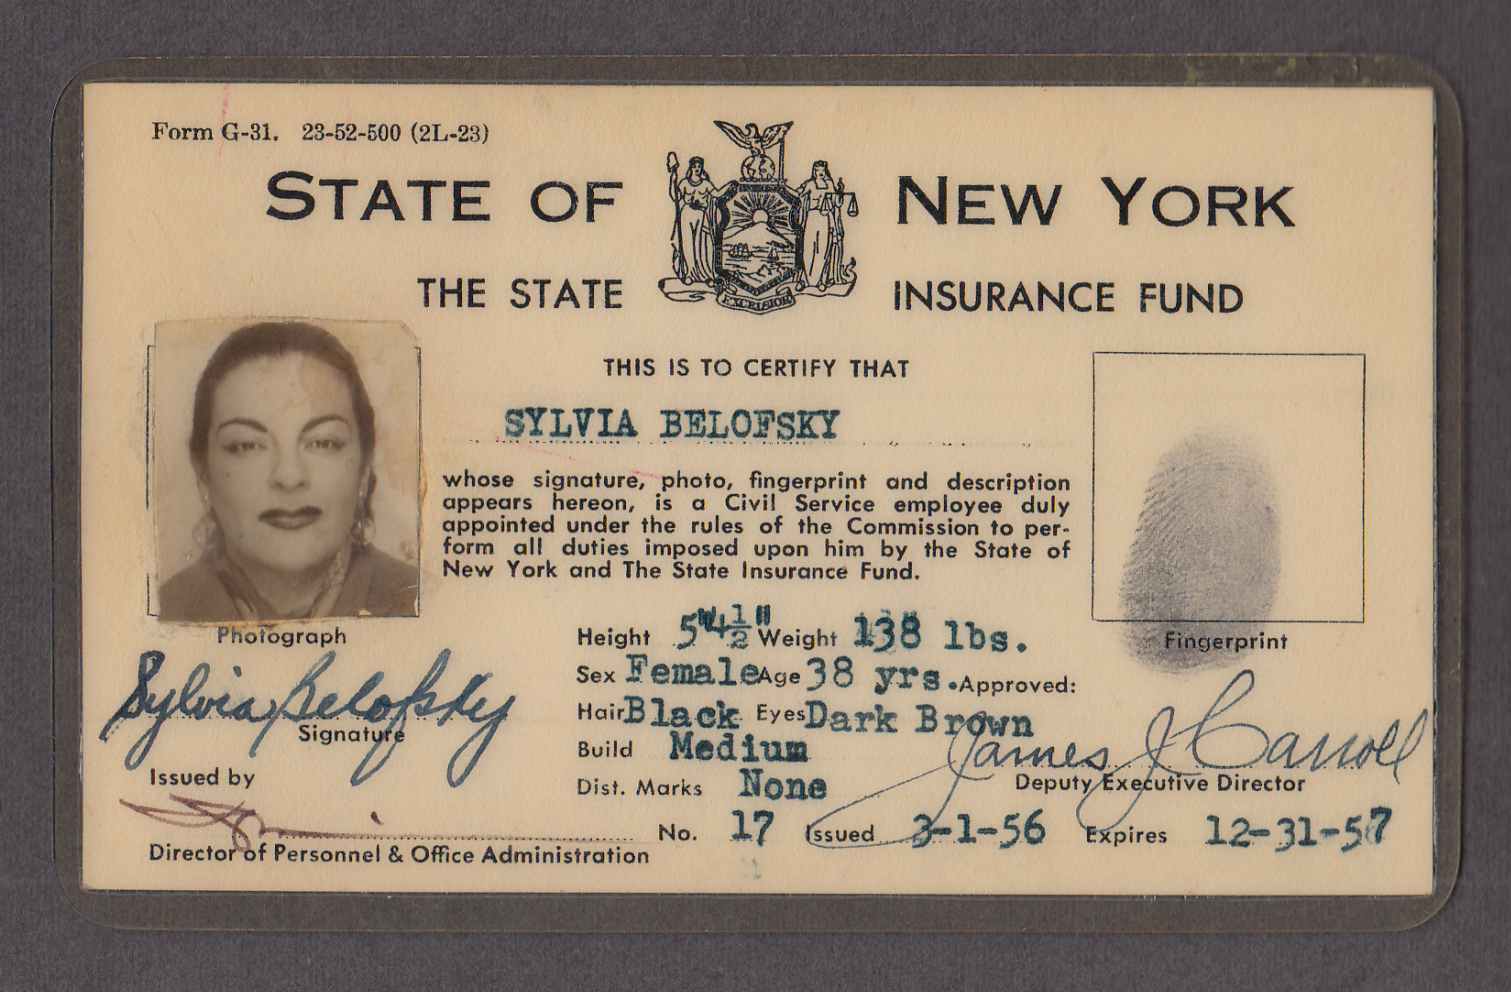 Form G-31. 23-52-500 (2L-23)
STATE OF NEW YORK
THE STATE INSURANCE FUND
EXCELSIOR
THIS IS TO CERTIFY THAT
SYLVIA BELOFSKY
whose signature, photo, fingerprint and description
appears hereon, is a Civil Service employee duly
appointed under the rules of the Commission to per-
form all duties imposed upon him by the State of
New York and The State Insurance Fund.
Photograph
Fingerprint
Height 5'4½" Weight 138 lbs.
Sex Female Age 38 yrs. Approved:
Hair Black Eyes Dark Brown
Build Medium
Dist. Marks None
Sylvia Belofsky
Signature
James J Carroll
Deputy Executive Director
Issued by
Director of Personnel & Office Administration
No. 17 Issued 3-1-56 Expires 12-31-57